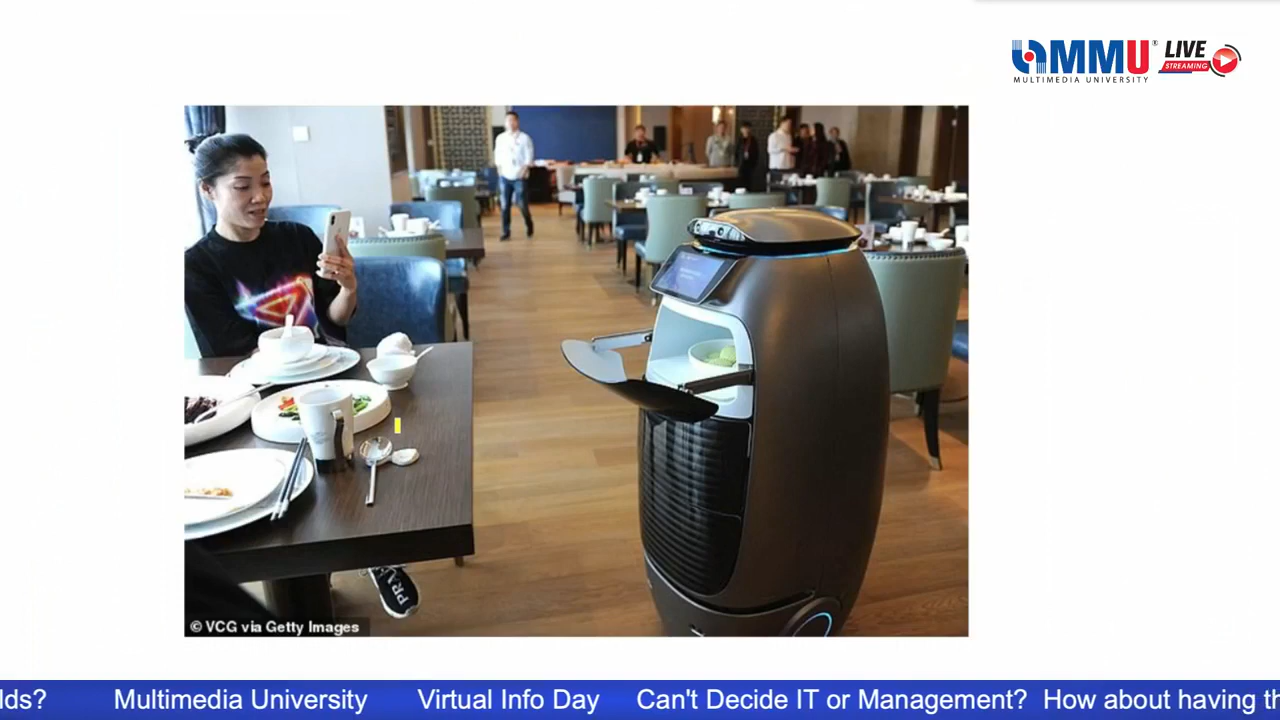 MMU®
MULTIMEDIA UNIVERSITY
LIVE
STREAMING
PRA
© VCG via Getty Images
lds? Multimedia University Virtual Info Day Can't Decide IT or Management? How about having th